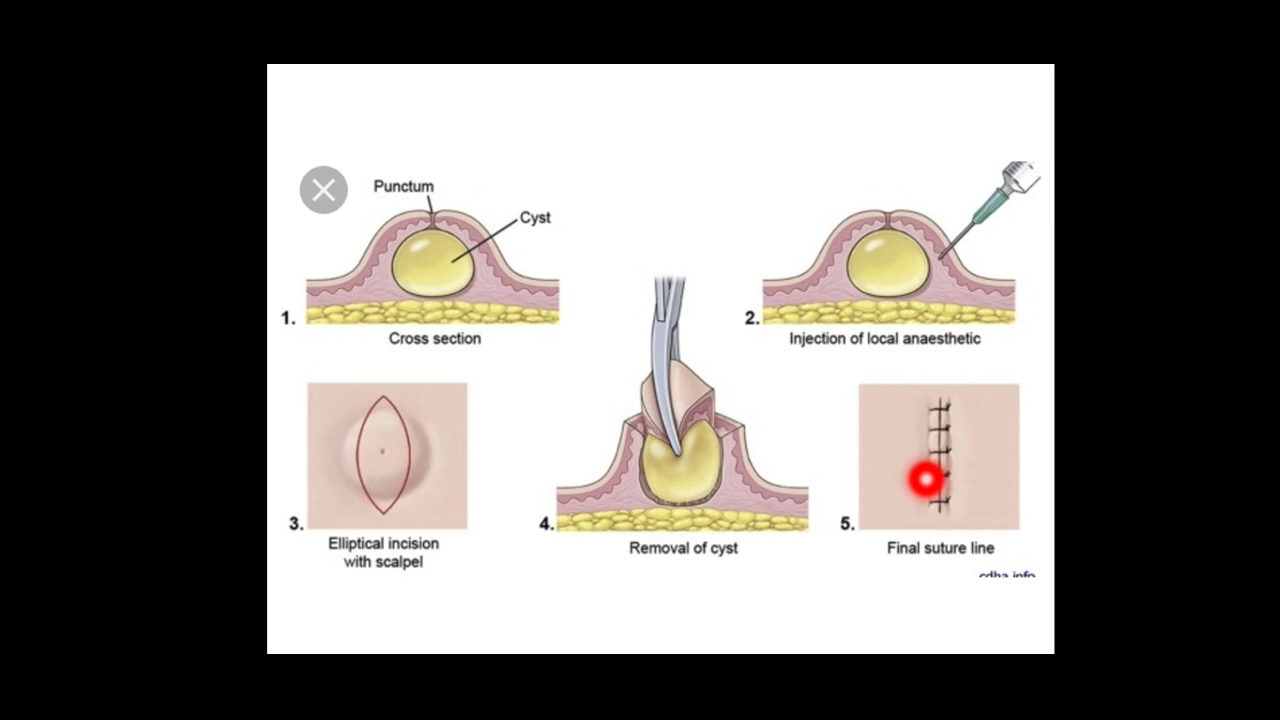 Punctum
Cyst
1.
Cross section
2.
Injection of local anaesthetic
3.
Elliptical incision
with scalpel
4.
Removal of cyst
5.
Final suture line